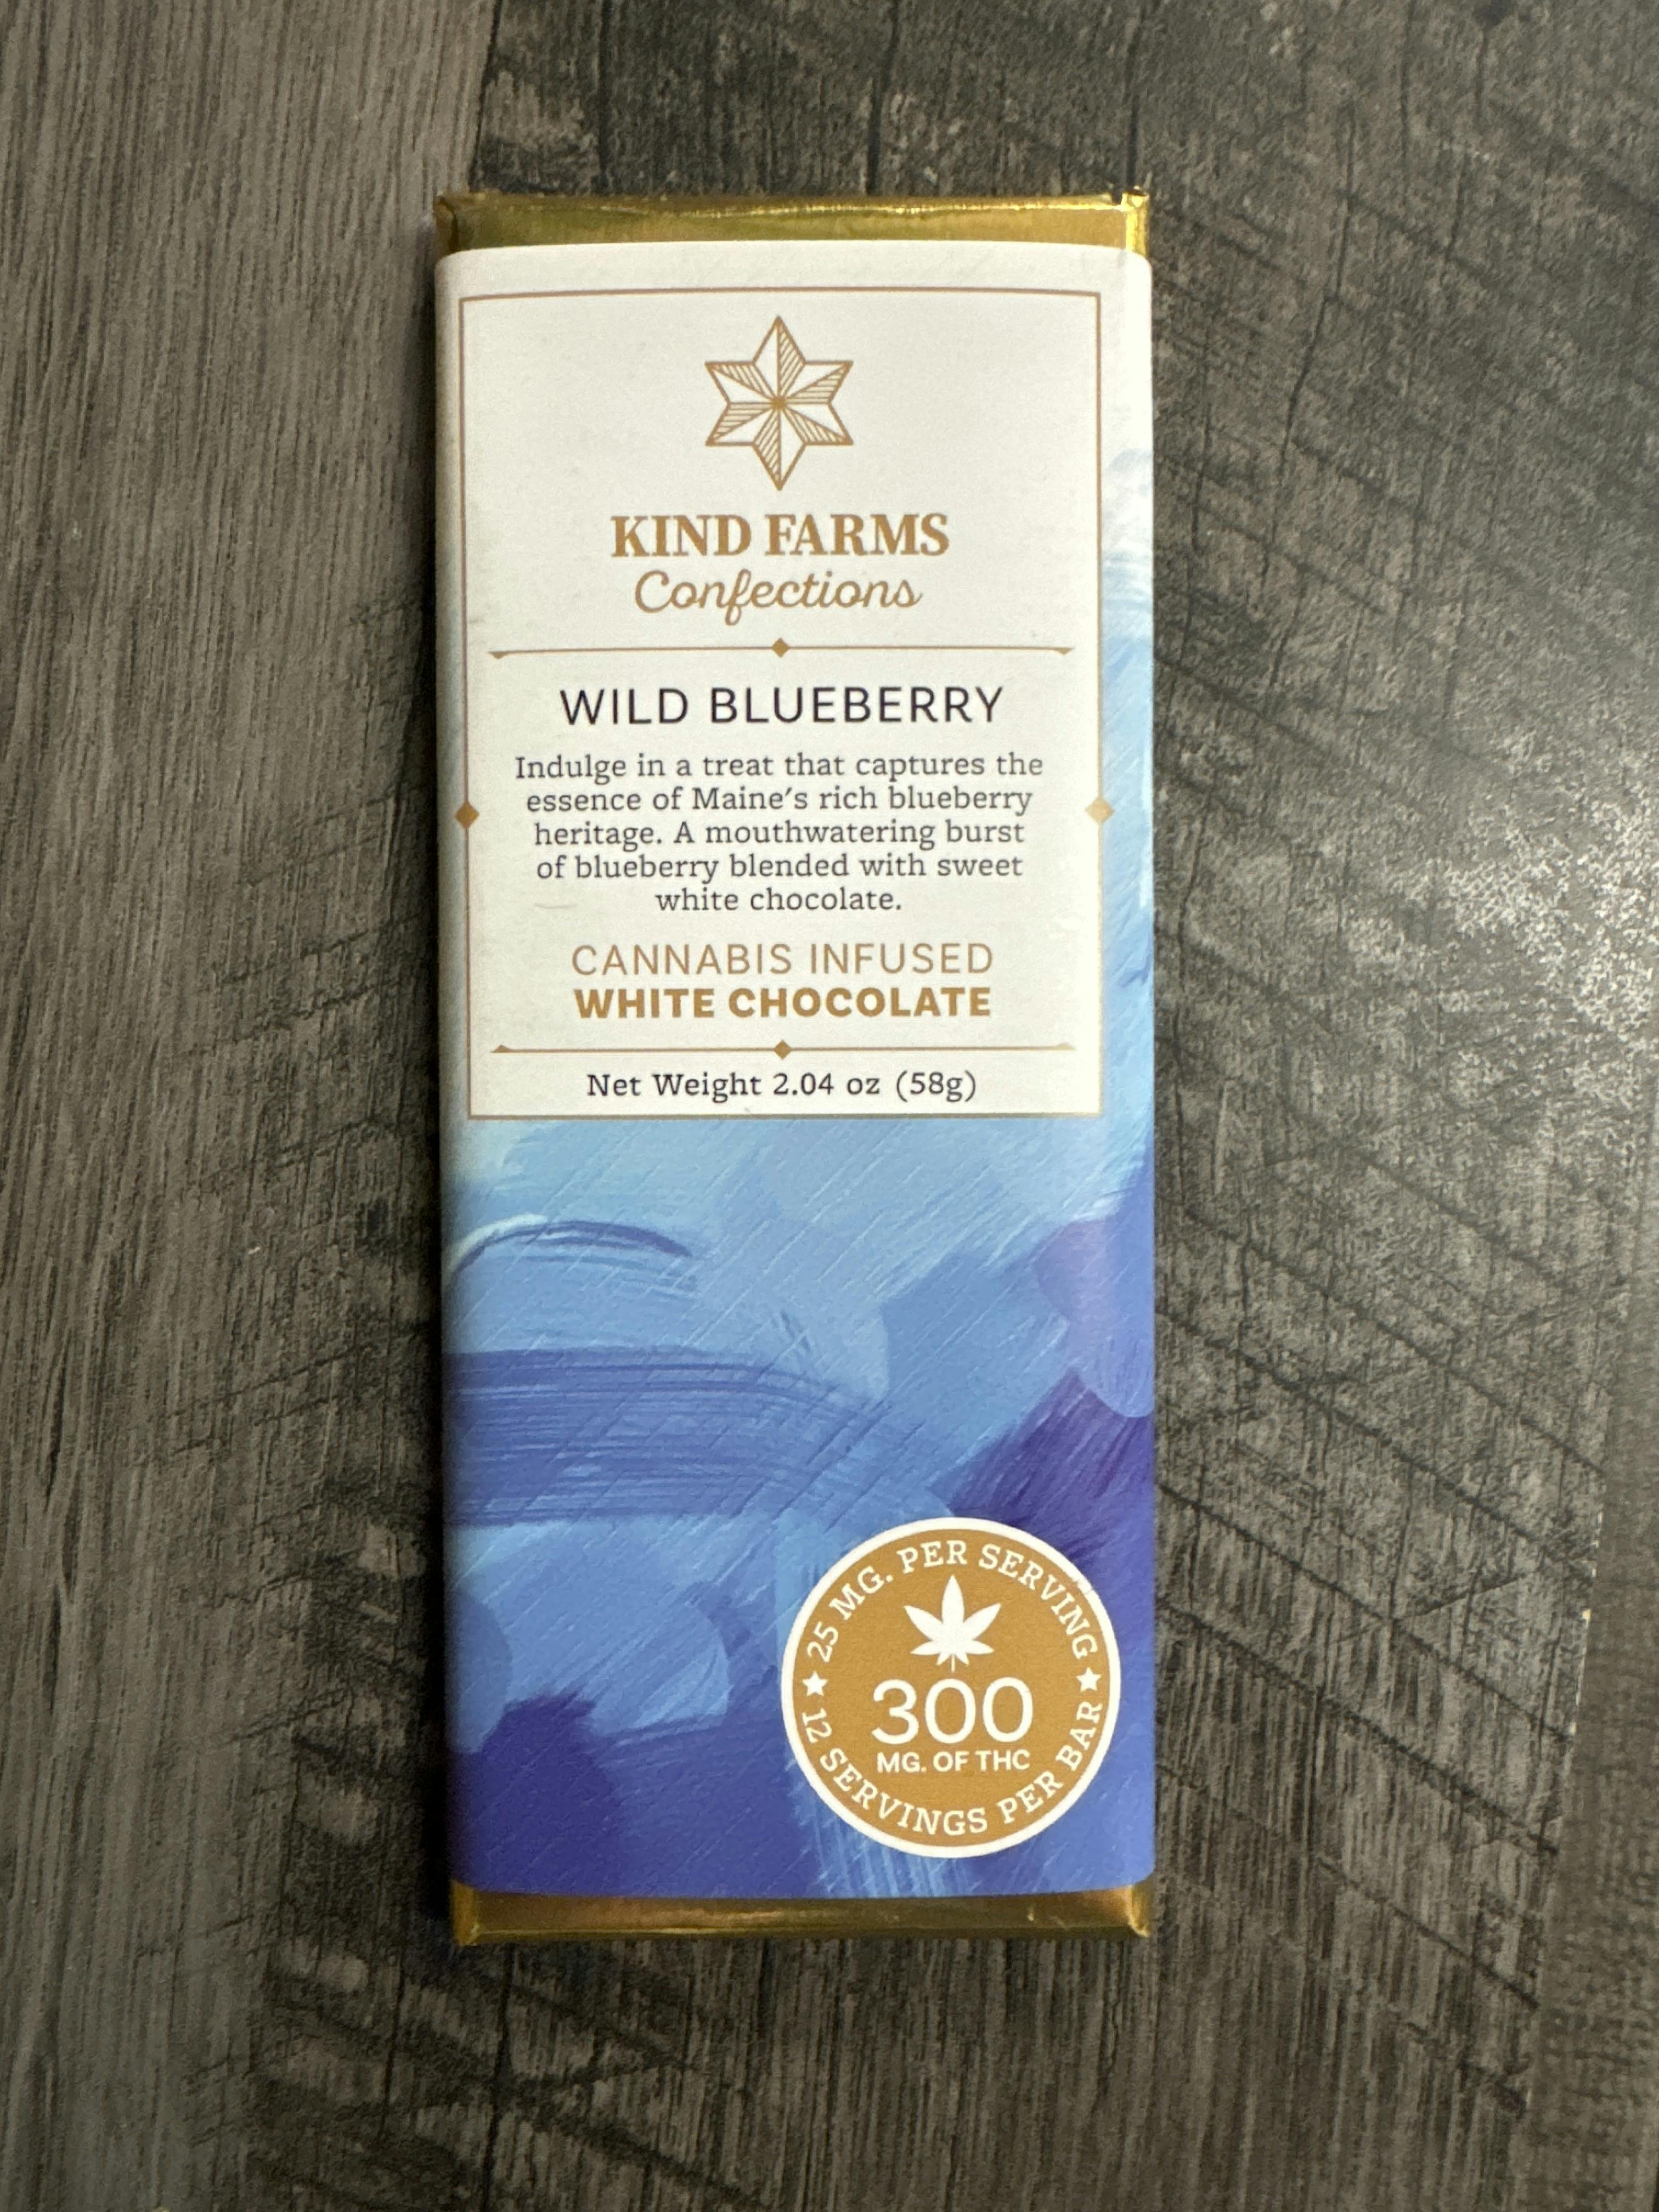 KIND FARMS
Confections
WILD BLUEBERRY
Indulge in a treat that captures the
essence of Maine's rich blueberry
heritage. A mouthwatering burst
of blueberry blended with sweet
white chocolate.
CANNABIS INFUSED
WHITE CHOCOLATE
Net Weight 2.04 oz (58g)
25 MG. PER SERVING
300
MG. OF THC
12 SERVINGS PER BAR